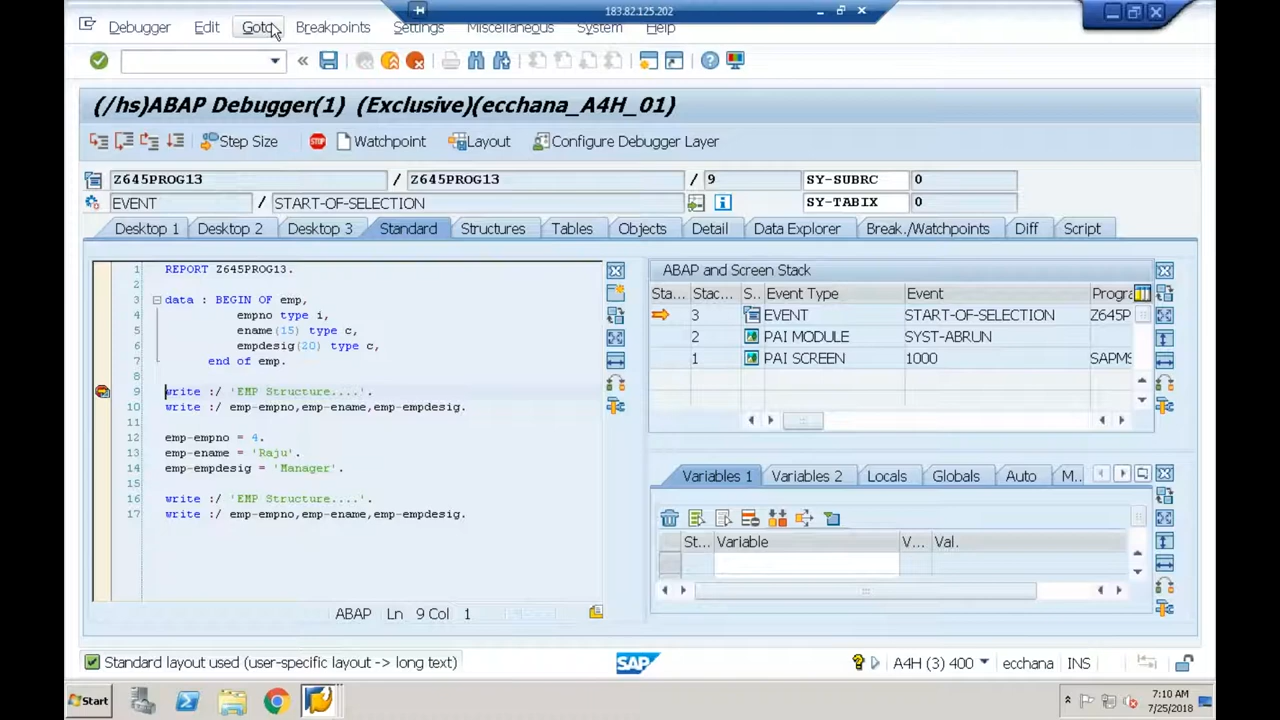 183.82.125.202
Debugger Edit Goto Breakpoints Settings Miscellaneous System Help
(/hs)ABAP Debugger(1) (Exclusive)(ecchana_A4H_01)
Step Size STOP Watchpoint Layout Configure Debugger Layer
Z645PROG13 / Z645PROG13 / 9 SY-SUBRC 0
EVENT / START-OF-SELECTION SY-TABIX 0
Desktop 1 Desktop 2 Desktop 3 Standard Structures Tables Objects Detail Data Explorer Break./Watchpoints Diff Script
1 REPORT Z645PROG13.
2
3 data : BEGIN OF emp,
4 empno type i,
5 ename(15) type c,
6 empdesig(20) type c,
7 end of emp.
8
9 write :/ 'EMP Structure....'.
10 write :/ emp-empno,emp-ename,emp-empdesig.
11
12 emp-empno = 4.
13 emp-ename = 'Raju'.
14 emp-empdesig = 'Manager'.
15
16 write :/ 'EMP Structure....'.
17 write :/ emp-empno,emp-ename,emp-empdesig.
ABAP Ln 9 Col 1
ABAP and Screen Stack
Sta... Stac... S... Event Type Event Progra
3 EVENT START-OF-SELECTION Z645P
2 PAI MODULE SYST-ABRUN
1 PAI SCREEN 1000 SAPMS
Variables 1 Variables 2 Locals Globals Auto M...
St... Variable V... Val.
Standard layout used (user-specific layout -> long text) SAP A4H (3) 400 ecchana INS
Start 7:10 AM
7/25/2018